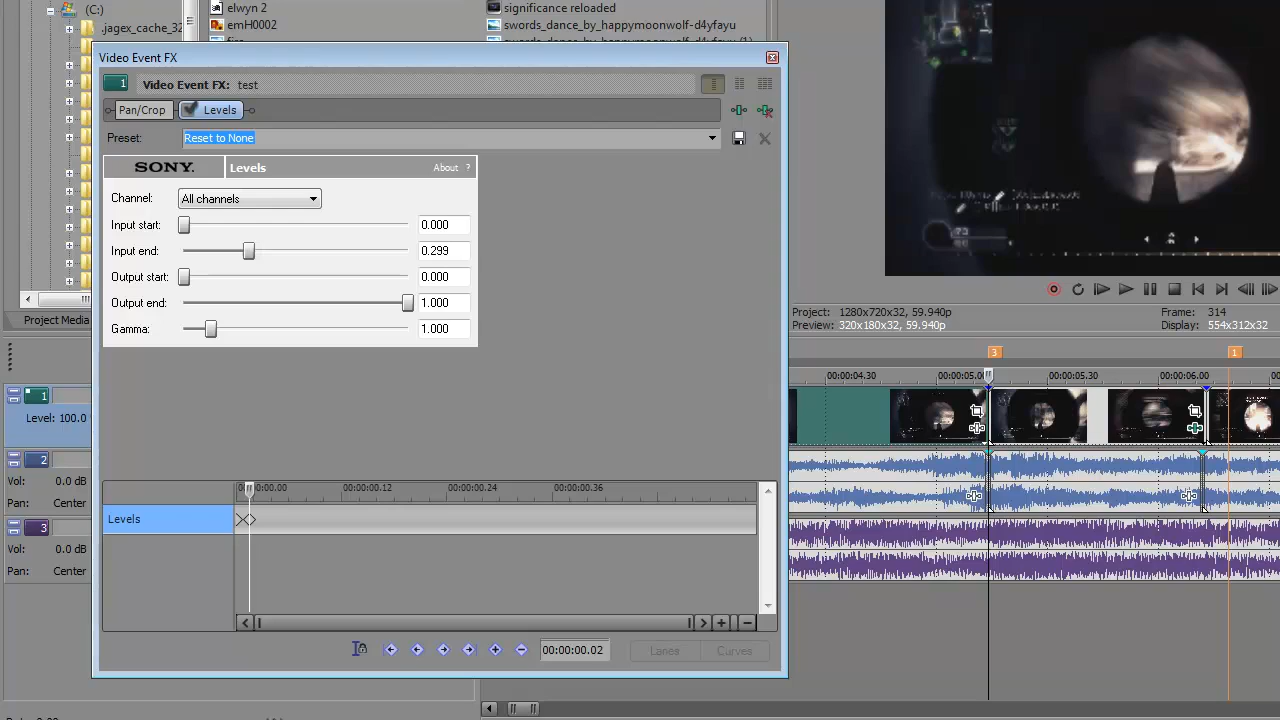 (C:)
.jagex_cache_32
elwyn 2
emH0002
significance reloaded
swords_dance_by_happymoonwolf-d4yfayu
swords_dance_by_happymoonwolf-d4yfayu (1)
Video Event FX
1
Video Event FX: test
Pan/Crop
Levels
Preset:
Reset to None
SONY.
Levels
About ?
Channel:
All channels
Input start:
0.000
Input end:
0.299
Output start:
0.000
Output end:
1.000
Gamma:
1.000
Project Media
Project: 1280x720x32, 59.940p
Preview: 320x180x32, 59.940p
Frame: 314
Display: 554x312x32
3
1
00:00:04.30
00:00:05.00
00:00:05.30
00:00:06.00
1
Level: 100.0
2
Vol: 0.0 dB
Pan: Center
3
Vol: 0.0 dB
Pan: Center
00:00:00.12
00:00:00.24
00:00:00.36
Levels
00:00:00.02
Lanes
Curves